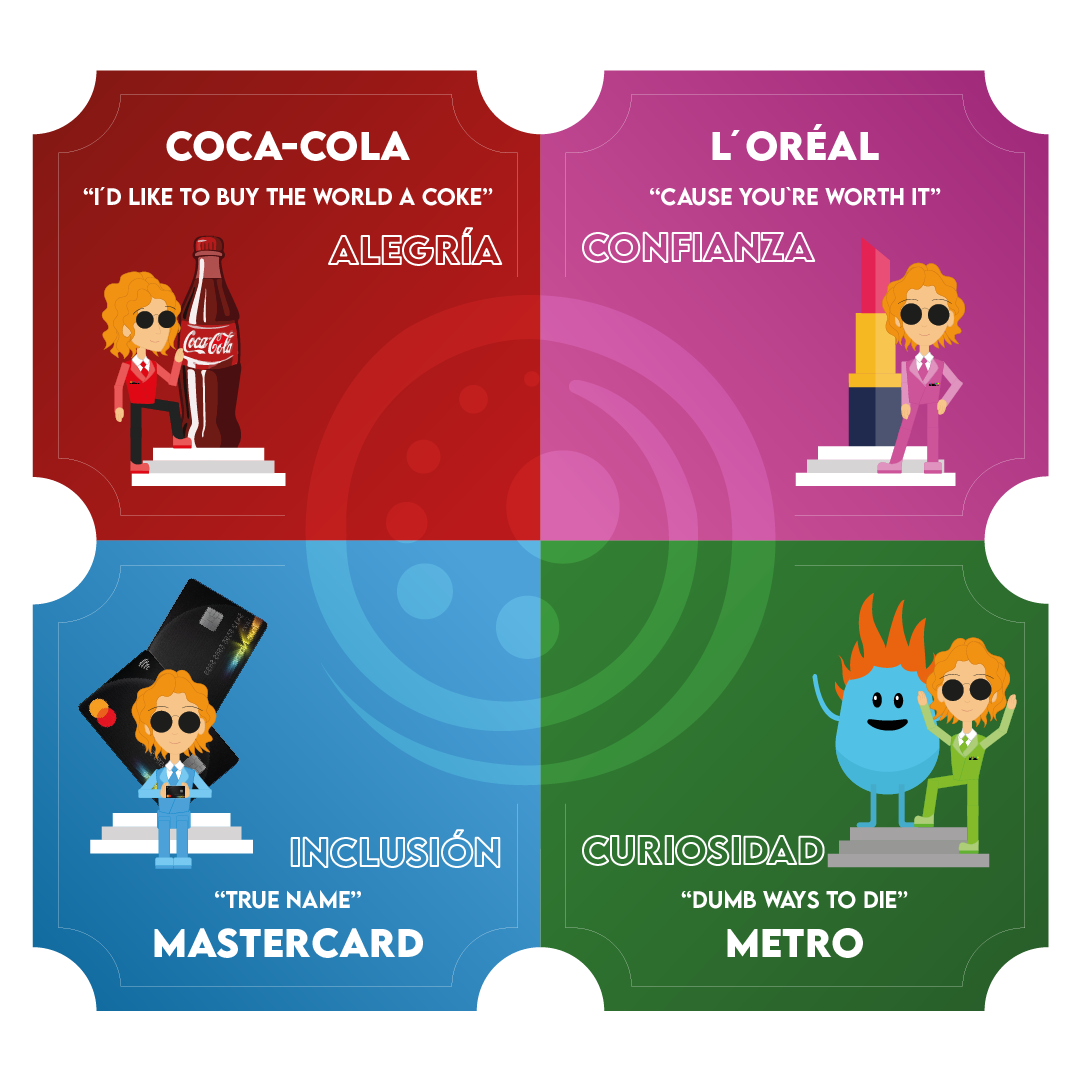 COCA-COLA
“I´D LIKE TO BUY THE WORLD A COKE”
ALEGRÍA
Coca-Cola
L´ORÉAL
“CAUSE YOU`RE WORTH IT”
CONFIANZA
INCLUSIÓN
“TRUE NAME”
MASTERCARD
CURIOSIDAD
“DUMB WAYS TO DIE”
METRO